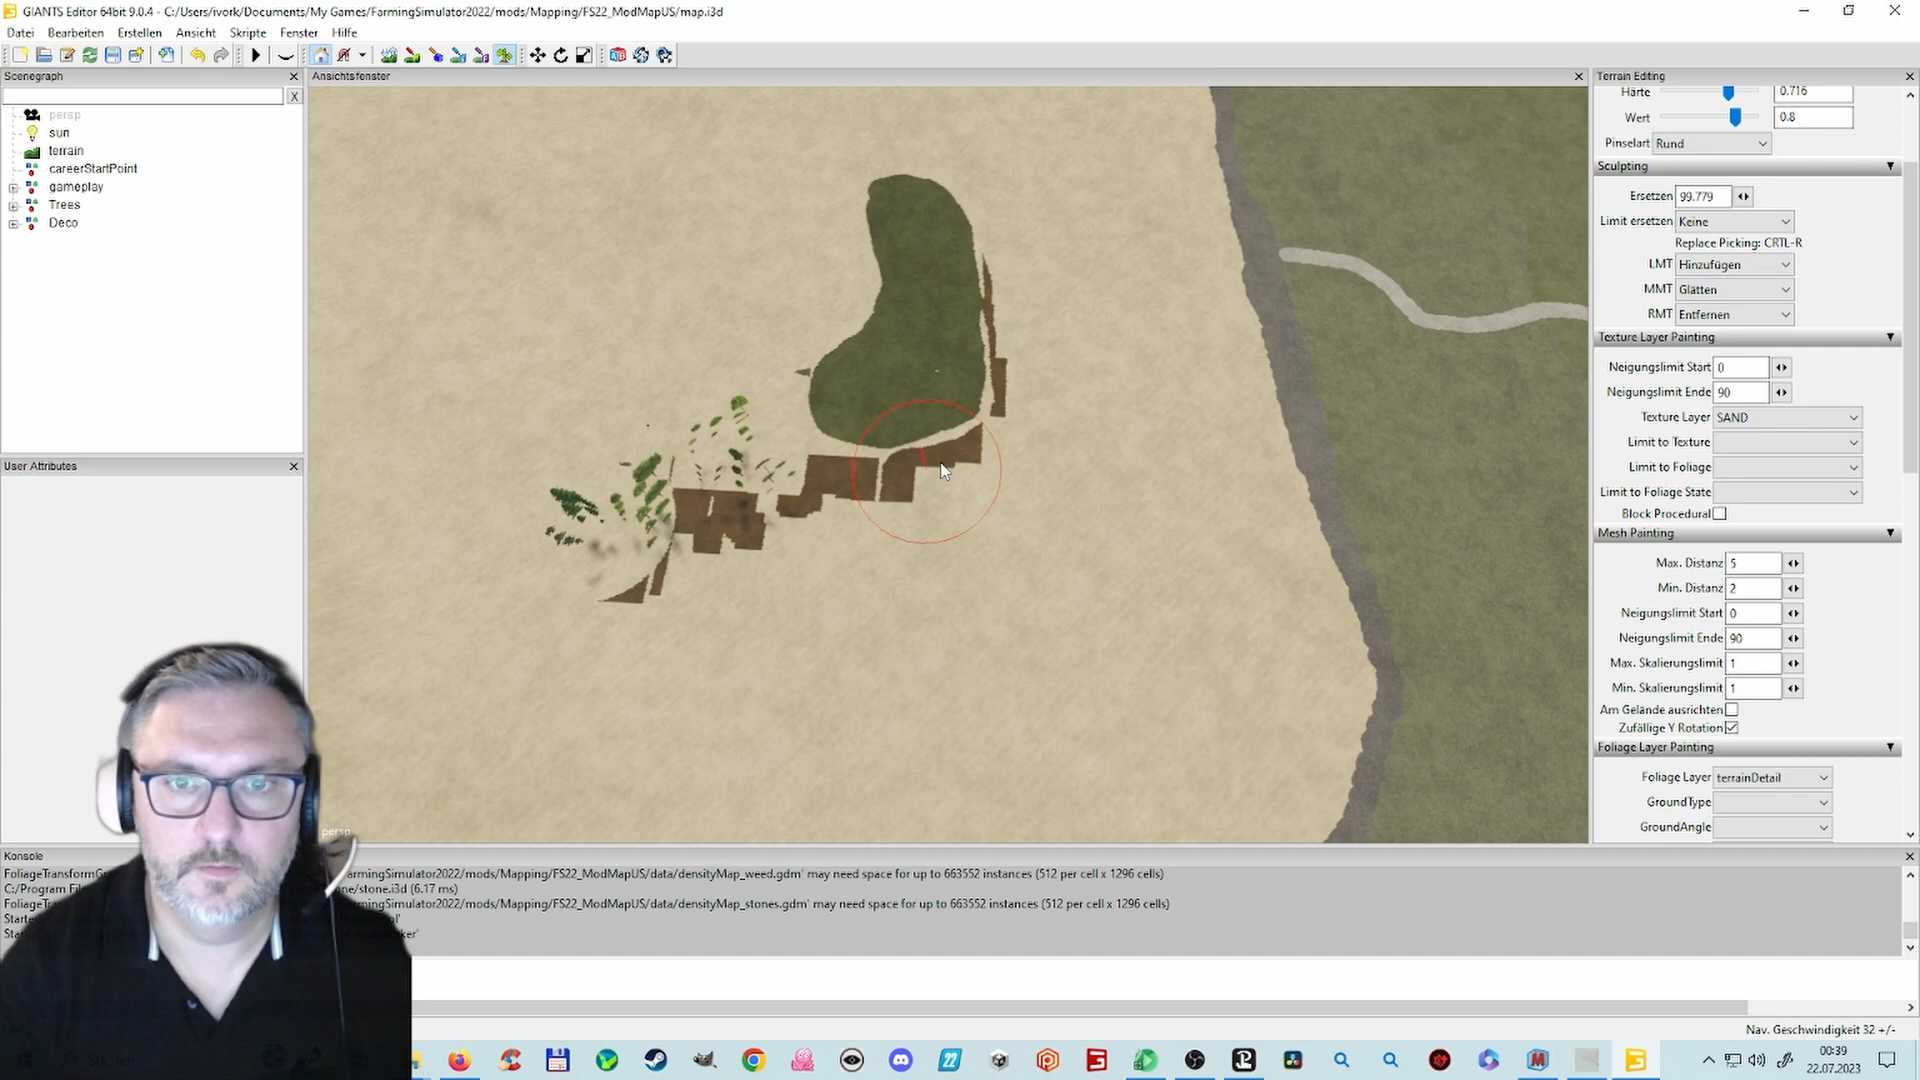 GIANTS Editor 64bit 9.0.4 - C:/Users/ivork/Documents/My Games/FarmingSimulator2022/mods/Mapping/FS22_ModMapUS/map.i3d
Datei Bearbeiten Erstellen Ansicht Skripte Fenster Hilfe
Scenegraph
X
persp
sun
terrain
careerStartPoint
gameplay
Trees
Deco
User Attributes
Ansichtsfenster
persp
Terrain Editing
Härte 0.716
Wert 0.8
Pinselart Rund
Sculpting
Ersetzen 99.779
Limit ersetzen Keine
Replace Picking: CRTL-R
LMT Hinzufügen
MMT Glätten
RMT Entfernen
Texture Layer Painting
Neigungslimit Start 0
Neigungslimit Ende 90
Texture Layer SAND
Limit to Texture
Limit to Foliage
Limit to Foliage State
Block Procedural
Mesh Painting
Max. Distanz 5
Min. Distanz 2
Neigungslimit Start 0
Neigungslimit Ende 90
Max. Skalierungslimit 1
Min. Skalierungslimit 1
Am Gelände ausrichten
Zufällige Y Rotation
Foliage Layer Painting
Foliage Layer terrainDetail
GroundType
GroundAngle
Konsole
FoliageTransformGr armingSimulator2022/mods/Mapping/FS22_ModMapUS/data/densityMap_weed.gdm' may need space for up to 663552 instances (512 per cell x 1296 cells)
C:/Program File ne/stone.i3d (6.17 ms)
FoliageTransf rmingSimulator2022/mods/Mapping/FS22_ModMapUS/data/densityMap_stones.gdm' may need space for up to 663552 instances (512 per cell x 1296 cells)
Nav. Geschwindigkeit 32 +/-
Suchen
22
00:39
22.07.2023